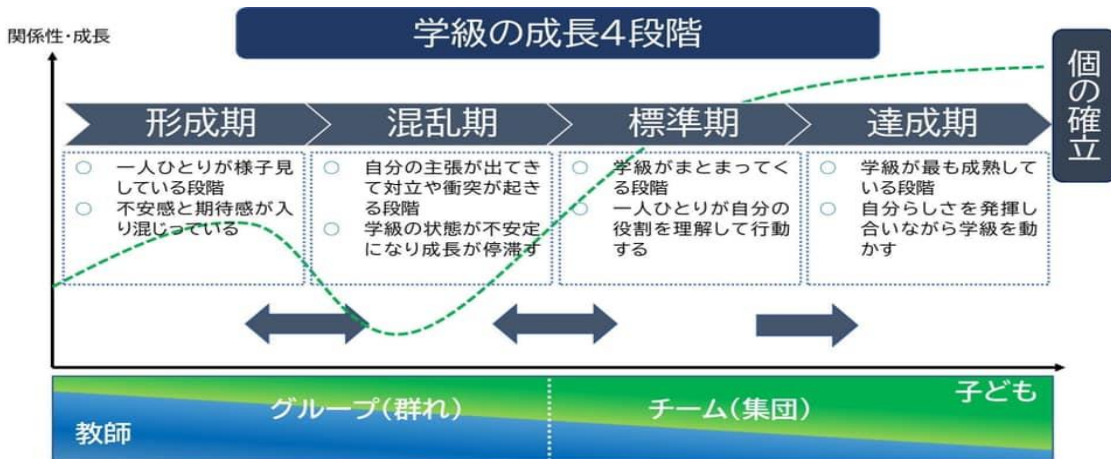 学級の成長4段階
関係性・成長
個の確立
形成期
混乱期
標準期
達成期
○ 一人ひとりが様子見
している段階
○ 不安感と期待感が入
り混じっている
○ 自分の主張が出てき
て対立や衝突が起き
る段階
○ 学級の状態が不安定
になり成長が停滞す
○ 学級がまとまってく
る段階
○ 一人ひとりが自分の
役割を理解して行動
する
○ 学級が最も成熟して
いる段階
○ 自分らしさを発揮し
合いながら学級を動
かす
グループ(群れ)
チーム(集団)
子ども
教師